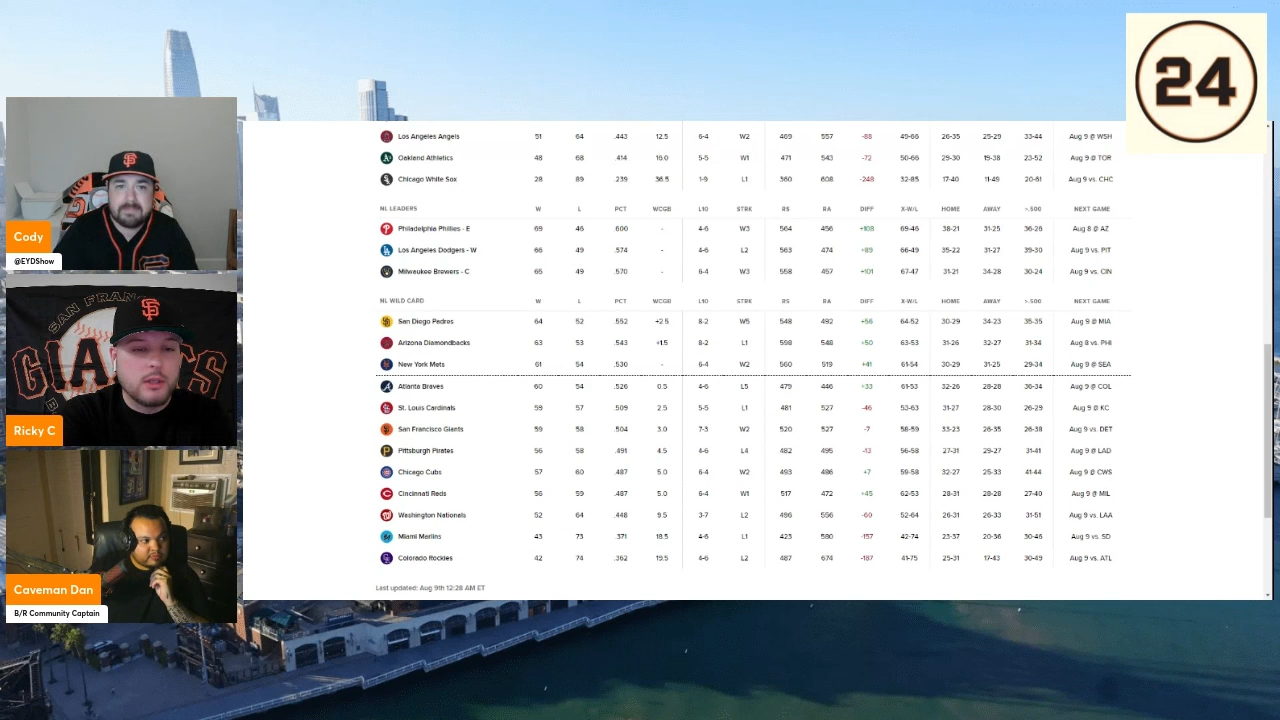 24
Los Angeles Angels 51 64 .443 12.5 6-4 W2 469 557 -88 49-66 26-35 25-29 33-44 Aug 9 @ WSH
Oakland Athletics 48 68 .414 16.0 5-5 W1 471 543 -72 50-66 29-30 19-38 23-52 Aug 9 @ TOR
Chicago White Sox 28 89 .239 36.5 1-9 L1 360 608 -248 32-85 17-40 11-49 20-61 Aug 9 vs. CHC
NL LEADERS W L PCT WCGB L10 STRK RS RA DIFF X-W/L HOME AWAY >.500 NEXT GAME
Philadelphia Phillies - E 69 46 .600 - 4-6 W3 564 456 +108 69-46 38-21 31-25 36-26 Aug 8 @ AZ
Los Angeles Dodgers - W 66 49 .574 - 4-6 W2 563 474 +89 66-49 35-22 31-27 39-30 Aug 9 vs. PIT
Milwaukee Brewers - C 65 49 .570 - 6-4 W3 558 457 +101 67-47 31-21 34-28 30-24 Aug 9 vs. CIN
NL WILD CARD W L PCT WCGB L10 STRK RS RA DIFF X-W/L HOME AWAY >.500 NEXT GAME
San Diego Padres 64 52 .552 +2.5 8-2 W5 548 492 +56 64-52 30-29 34-23 35-35 Aug 9 @ MIA
Arizona Diamondbacks 63 53 .543 +1.5 8-2 L1 598 548 +50 63-53 31-26 32-27 31-34 Aug 8 vs. PHI
New York Mets 61 54 .530 - 6-4 W2 560 519 +41 61-54 30-29 31-25 29-34 Aug 9 @ SEA
Atlanta Braves 60 54 .526 0.5 4-6 L5 479 446 +33 61-53 32-26 28-28 36-34 Aug 9 @ COL
St. Louis Cardinals 59 57 .509 2.5 5-5 L1 481 527 -46 53-63 31-27 28-30 26-29 Aug 9 @ KC
San Francisco Giants 59 58 .504 3.0 7-3 W2 520 527 -7 58-59 33-23 26-35 26-38 Aug 9 vs. DET
Pittsburgh Pirates 56 58 .491 4.5 4-6 L4 482 495 -13 56-58 27-31 29-27 31-41 Aug 9 @ LAD
Chicago Cubs 57 60 .487 5.0 6-4 W2 493 486 +7 59-58 32-27 25-33 41-44 Aug 9 @ CWS
Cincinnati Reds 56 59 .487 5.0 6-4 W1 517 472 +45 62-53 28-31 28-28 27-40 Aug 9 @ MIL
Washington Nationals 52 64 .448 9.5 3-7 L2 496 556 -60 52-64 26-31 26-33 31-51 Aug 9 vs. LAA
Miami Marlins 43 73 .371 18.5 4-6 L1 423 580 -157 42-74 23-37 20-36 30-46 Aug 9 vs. SD
Colorado Rockies 42 74 .362 19.5 4-6 L2 487 674 -187 41-75 25-31 17-43 30-49 Aug 9 vs. ATL
Last updated: Aug 9th 12:28 AM ET
Cody
@EYDShow
SAN FRAN
GIANTS
Ricky C
Caveman Dan
B/R Community Captain